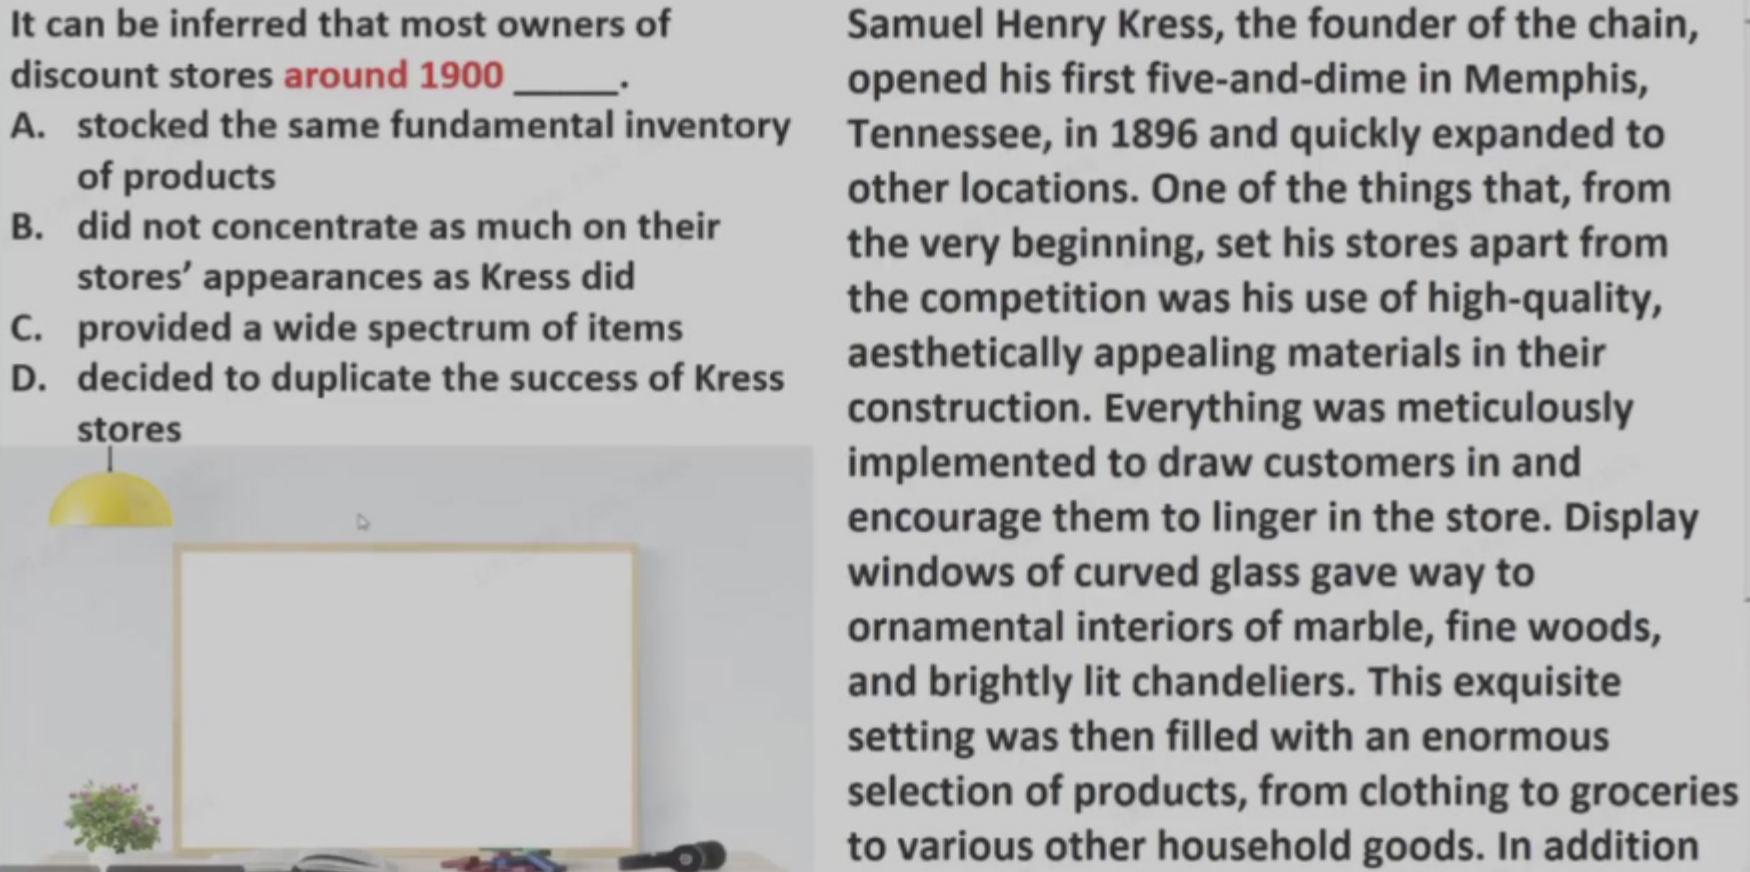 It can be inferred that most owners of
discount stores around 1900 _____.
A. stocked the same fundamental inventory
of products
B. did not concentrate as much on their
stores’ appearances as Kress did
C. provided a wide spectrum of items
D. decided to duplicate the success of Kress
stores
Samuel Henry Kress, the founder of the chain,
opened his first five-and-dime in Memphis,
Tennessee, in 1896 and quickly expanded to
other locations. One of the things that, from
the very beginning, set his stores apart from
the competition was his use of high-quality,
aesthetically appealing materials in their
construction. Everything was meticulously
implemented to draw customers in and
encourage them to linger in the store. Display
windows of curved glass gave way to
ornamental interiors of marble, fine woods,
and brightly lit chandeliers. This exquisite
setting was then filled with an enormous
selection of products, from clothing to groceries
to various other household goods. In addition